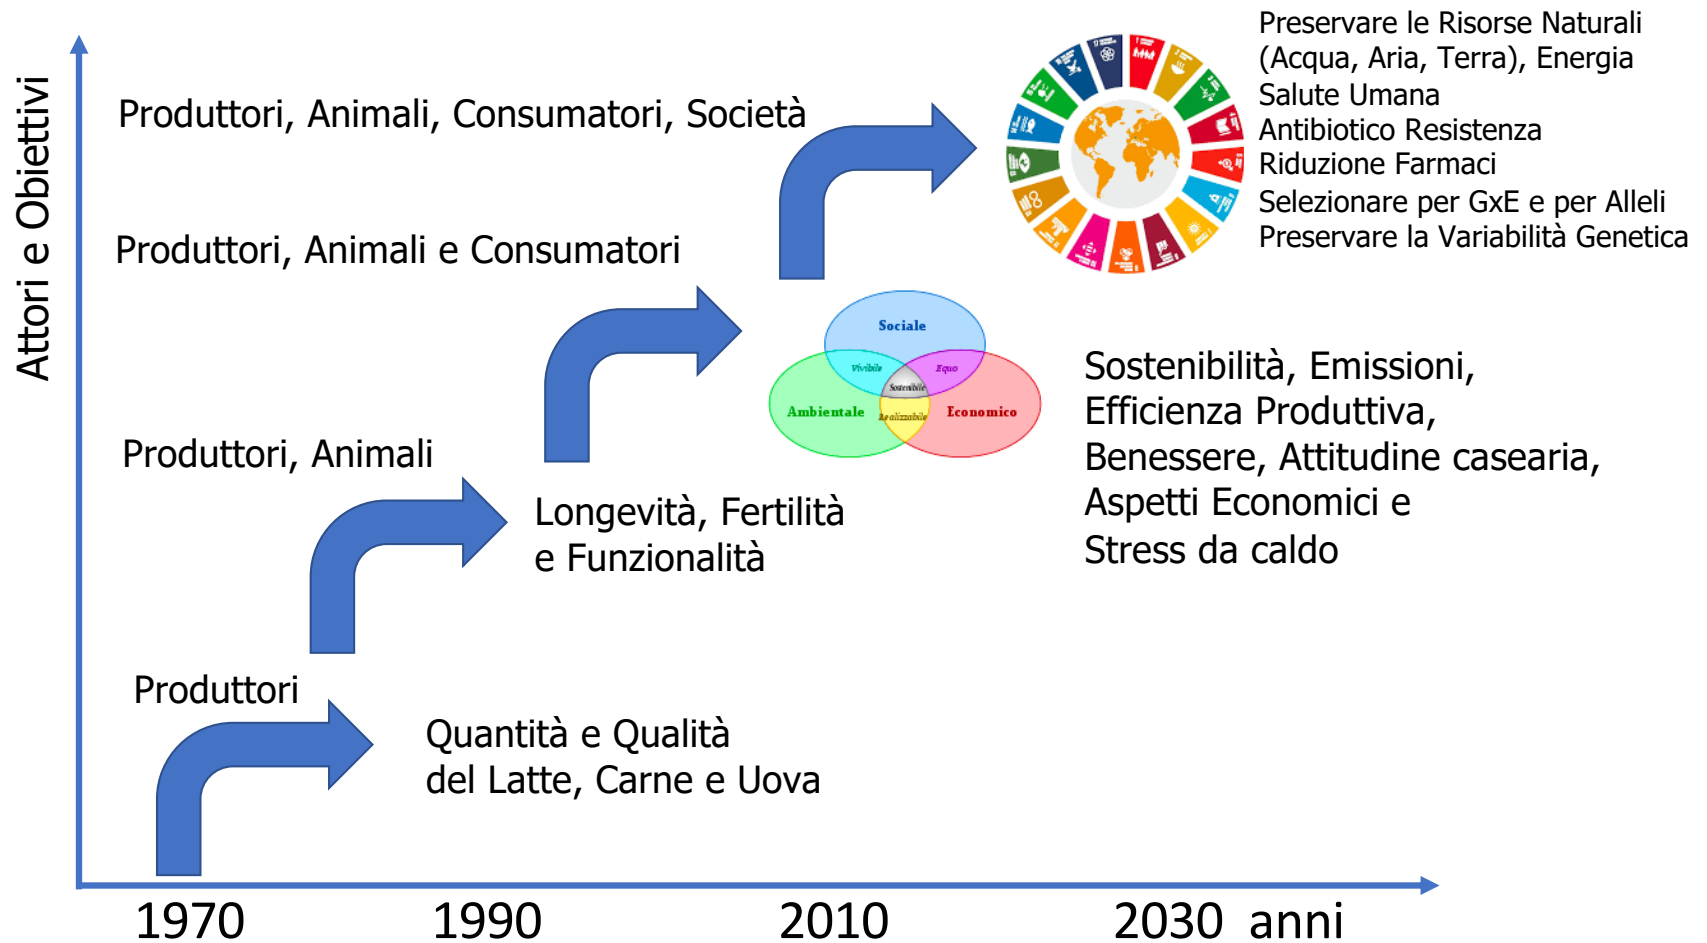 Attori e Obiettivi
Preservare le Risorse Naturali
(Acqua, Aria, Terra), Energia
Salute Umana
Antibiotico Resistenza
Riduzione Farmaci
Selezionare per GxE e per Alleli
Preservare la Variabilità Genetica
Produttori, Animali, Consumatori, Società
Produttori, Animali e Consumatori
Sociale
Vivibile
Equo
Sostenibile
Ambientale
Realizzabile
Economico
Sostenibilità, Emissioni,
Efficienza Produttiva,
Benessere, Attitudine casearia,
Aspetti Economici e
Stress da caldo
Produttori, Animali
Longevità, Fertilità
e Funzionalità
Produttori
Quantità e Qualità
del Latte, Carne e Uova
1970
1990
2010
2030 anni